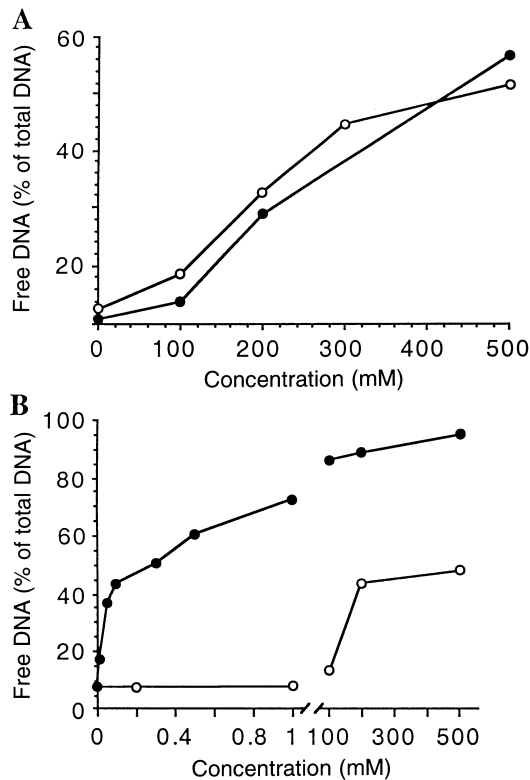 A
Free DNA (% of total DNA)
60
40
20
0 100 200 300 400 500
Concentration (mM)
B
Free DNA (% of total DNA)
100
80
60
40
20
0
0 0.4 0.8 1 100 300 500
Concentration (mM)